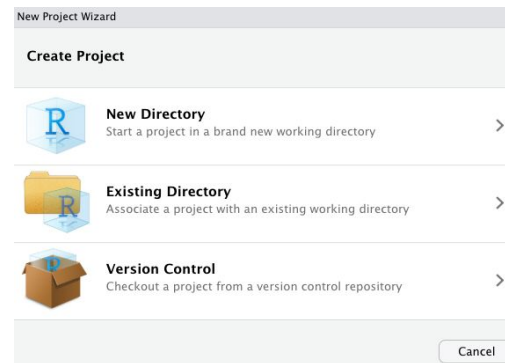 New Project Wizard
Create Project
New Directory
Start a project in a brand new working directory
Existing Directory
Associate a project with an existing working directory
Version Control
Checkout a project from a version control repository
Cancel